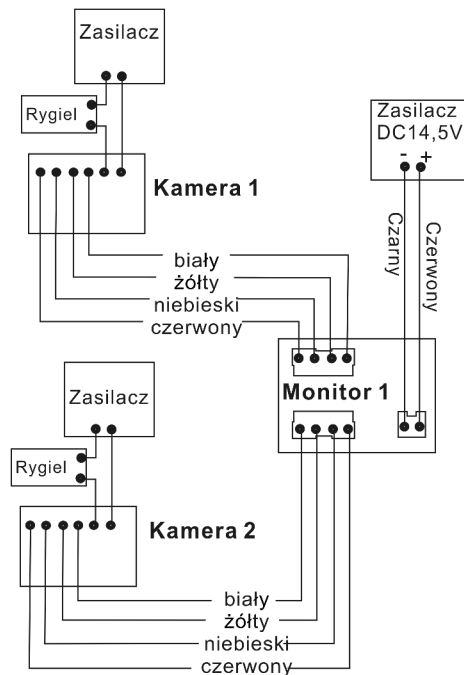 Zasilacz
Rygiel
Kamera 1
Zasilacz
DC14,5V
- +
Czarny
Czerwony
biały
żółty
niebieski
czerwony
Monitor 1
Zasilacz
Rygiel
Kamera 2
biały
żółty
niebieski
czerwony